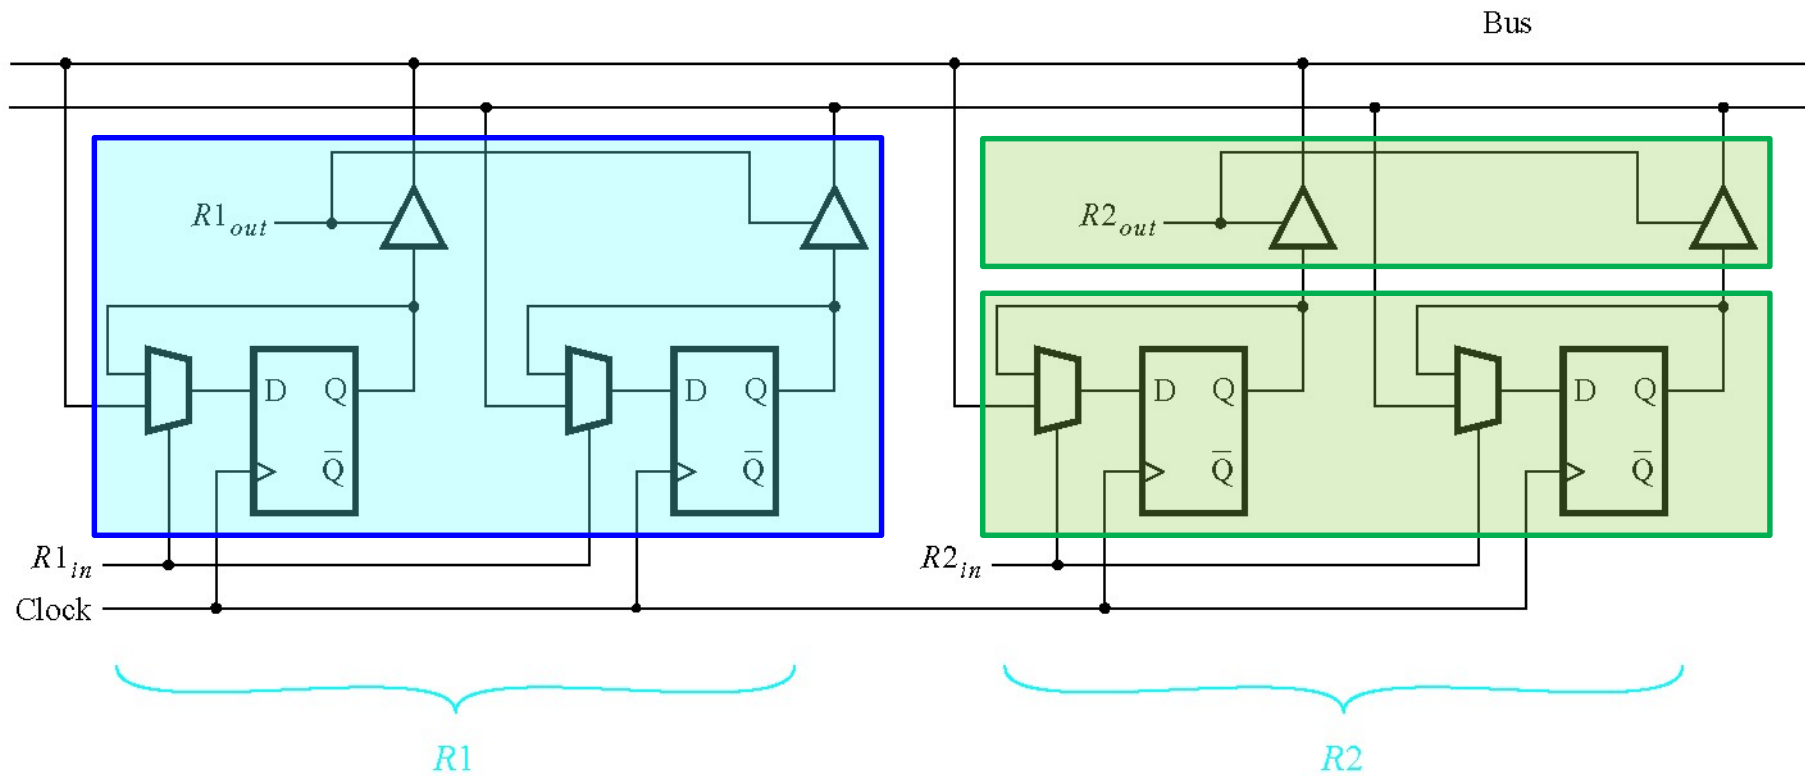 Bus
R1out
R2out
D Q
D Q
D Q
D Q
Q̅
Q̅
Q̅
Q̅
R1in
R2in
Clock
R1
R2